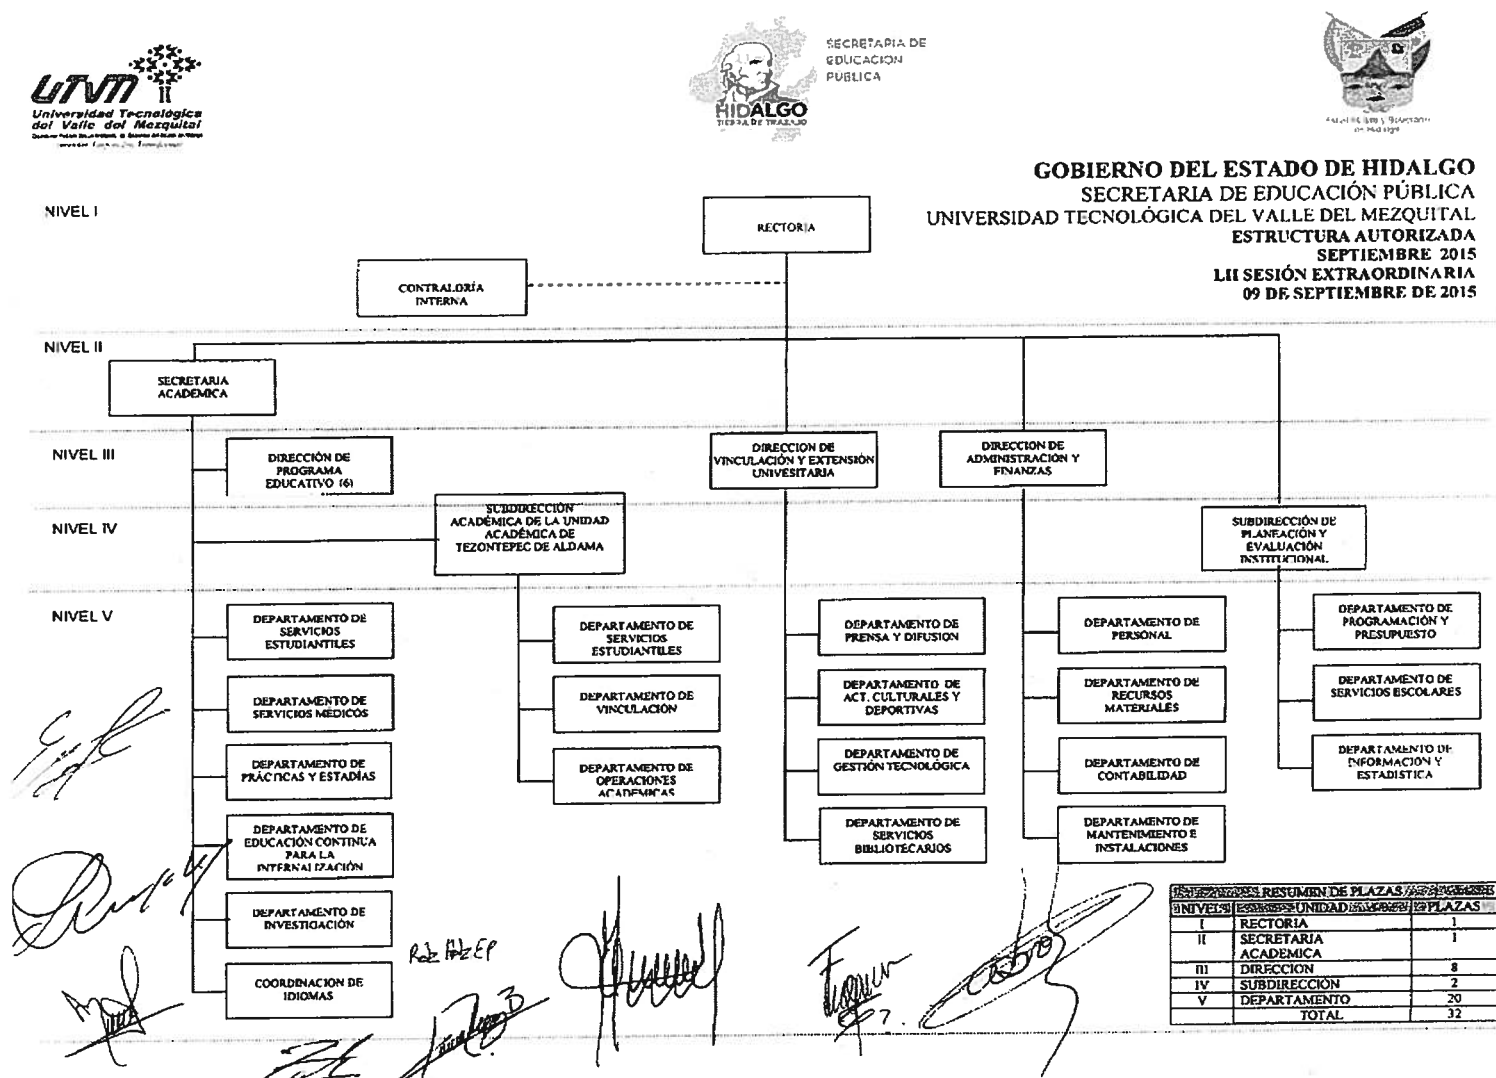 UTVM
Universidad Tecnológica
del Valle del Mezquital
SECRETARIA DE
EDUCACION
PUBLICA
HIDALGO
TIERRA DE TRABAJO
GOBIERNO DEL ESTADO DE HIDALGO
SECRETARIA DE EDUCACIÓN PÚBLICA
UNIVERSIDAD TECNOLÓGICA DEL VALLE DEL MEZQUITAL
ESTRUCTURA AUTORIZADA
SEPTIEMBRE 2015
LII SESIÓN EXTRAORDINARIA
09 DE SEPTIEMBRE DE 2015
NIVEL I
RECTORIA
CONTRALORÍA
INTERNA
NIVEL II
SECRETARIA
ACADEMICA
NIVEL III
DIRECCIÓN DE
PROGRAMA
EDUCATIVO (6)
DIRECCION DE
VINCULACIÓN Y EXTENSIÓN
UNIVESITARIA
DIRECCION DE
ADMINISTRACION Y
FINANZAS
NIVEL IV
SUBDIRECCIÓN
ACADÉMICA DE LA UNIDAD
ACADÉMICA DE
TEZONTEPEC DE ALDAMA
SUBDIRECCIÓN DE
PLANEACIÓN Y
EVALUACIÓN
INSTITUCIONAL
NIVEL V
DEPARTAMENTO DE
SERVICIOS
ESTUDIANTILES
DEPARTAMENTO DE
SERVICIOS MÉDICOS
DEPARTAMENTO DE
PRÁCTICAS Y ESTADÍAS
DEPARTAMENTO DE
EDUCACIÓN CONTINUA
PARA LA
INTERNALIZACIÓN
DEPARTAMENTO DE
INVESTIGACIÓN
COORDINACION DE
IDIOMAS
DEPARTAMENTO DE
SERVICIOS
ESTUDIANTILES
DEPARTAMENTO DE
VINCULACIÓN
DEPARTAMENTO DE
OPERACIONES
ACADEMICAS
DEPARTAMENTO DE
PRENSA Y DIFUSION
DEPARTAMENTO DE
ACT. CULTURALES Y
DEPORTIVAS
DEPARTAMENTO DE
GESTIÓN TECNOLÓGICA
DEPARTAMENTO DE
SERVICIOS
BIBLIOTECARIOS
DEPARTAMENTO DE
PERSONAL
DEPARTAMENTO DE
RECURSOS
MATERIALES
DEPARTAMENTO DE
CONTABILIDAD
DEPARTAMENTO DE
MANTENIMIENTO E
INSTALACIONES
DEPARTAMENTO DE
PROGRAMACIÓN Y
PRESUPUESTO
DEPARTAMENTO DE
SERVICIOS ESCOLARES
DEPARTAMENTO DE
INFORMACION Y
ESTADISTICA
RESUMEN DE PLAZAS
NIVEL UNIDAD PLAZAS
I RECTORIA 1
II SECRETARIA ACADEMICA 1
III DIRECCION 8
IV SUBDIRECCIÓN 2
V DEPARTAMENTO 20
TOTAL 32